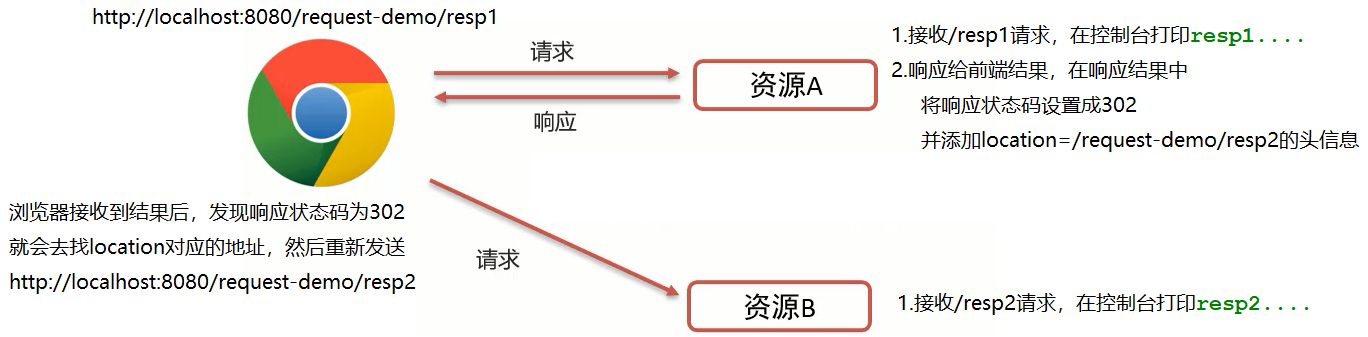 http://localhost:8080/request-demo/resp1
请求
资源A
响应
1.接收/resp1请求，在控制台打印resp1....
2.响应给前端结果，在响应结果中
将响应状态码设置成302
并添加location=/request-demo/resp2的头信息
浏览器接收到结果后，发现响应状态码为302
就会去找location对应的地址，然后重新发送
http://localhost:8080/request-demo/resp2
请求
资源B
1.接收/resp2请求，在控制台打印resp2....